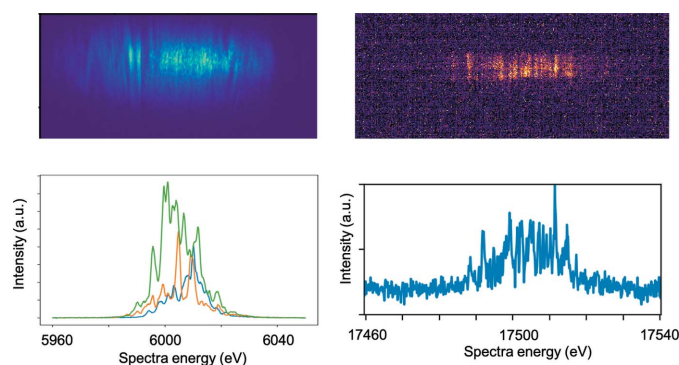 Intensity (a.u.)
5960
6000
6040
Spectra energy (eV)
Intensity (a.u.)
17460
17500
17540
Spectra energy (eV)